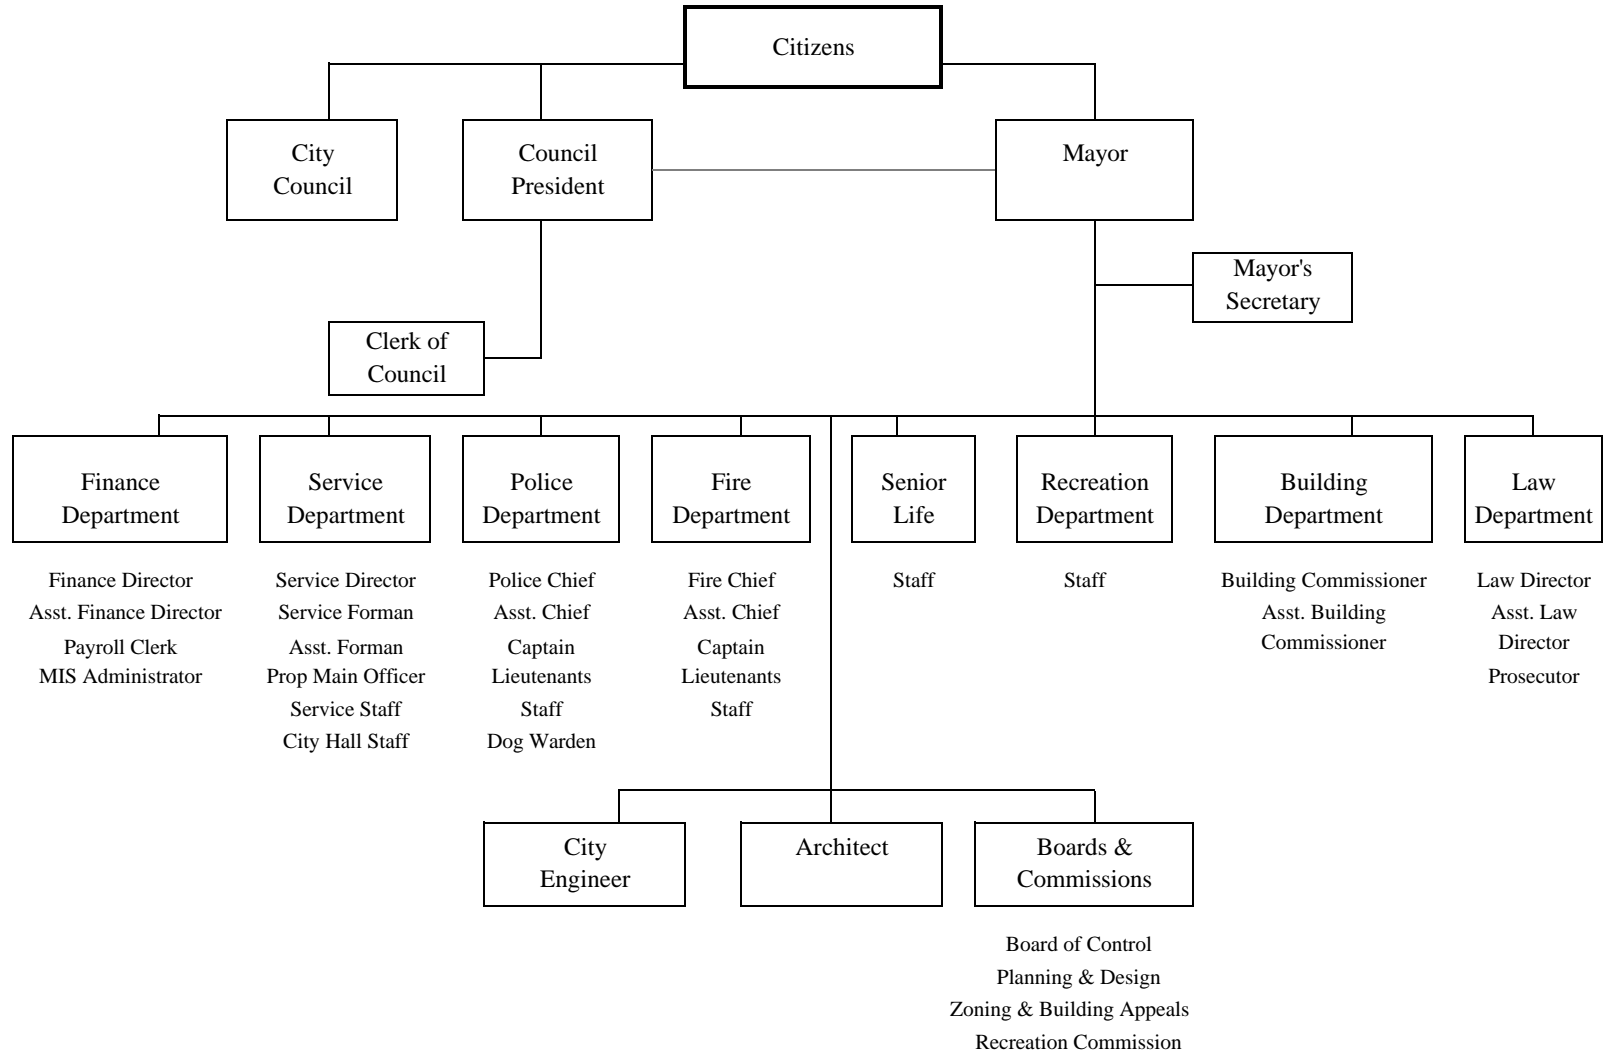 Citizens
City
Council
Council
President
Mayor
Mayor's
Secretary
Clerk of
Council
Finance
Department
Service
Department
Police
Department
Fire
Department
Senior
Life
Recreation
Department
Building
Department
Law
Department
Finance Director
Asst. Finance Director
Payroll Clerk
MIS Administrator
Service Director
Service Forman
Asst. Forman
Prop Main Officer
Service Staff
City Hall Staff
Police Chief
Asst. Chief
Captain
Lieutenants
Staff
Dog Warden
Fire Chief
Asst. Chief
Captain
Lieutenants
Staff
Staff
Staff
Building Commissioner
Asst. Building
Commissioner
Law Director
Asst. Law
Director
Prosecutor
City
Engineer
Architect
Boards &
Commissions
Board of Control
Planning & Design
Zoning & Building Appeals
Recreation Commission